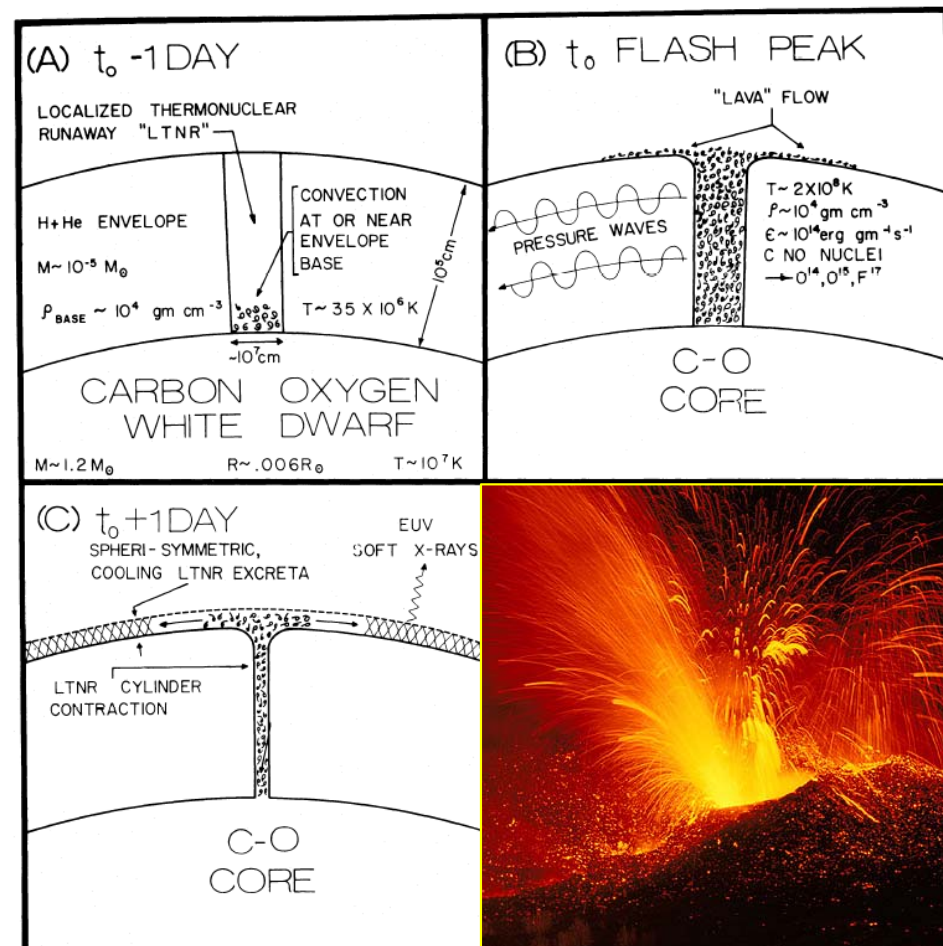 (A) t₀ -1 DAY
LOCALIZED THERMONUCLEAR
RUNAWAY "LTNR"
H+He ENVELOPE
M~10⁻⁵ M⊙
ρ BASE ~ 10⁴ gm cm⁻³
CONVECTION
AT OR NEAR
ENVELOPE
BASE
T~ 35 X 10⁶ K
10⁵cm
~10⁷cm
CARBON OXYGEN
WHITE DWARF
M~1.2M⊙ R~.006R⊙ T~10⁷K
(B) t₀ FLASH PEAK
"LAVA" FLOW
PRESSURE WAVES
T~2X10⁸K
ρ~10⁴gm cm⁻³
Є~10¹⁴erg gm⁻¹s⁻¹
C NO NUCLEI
→O¹⁴,O¹⁵,F¹⁷
C-O
CORE
(C) t₀ +1DAY
SPHERI-SYMMETRIC,
COOLING LTNR EXCRETA
EUV
SOFT X-RAYS
LTNR CYLINDER
CONTRACTION
C-O
CORE